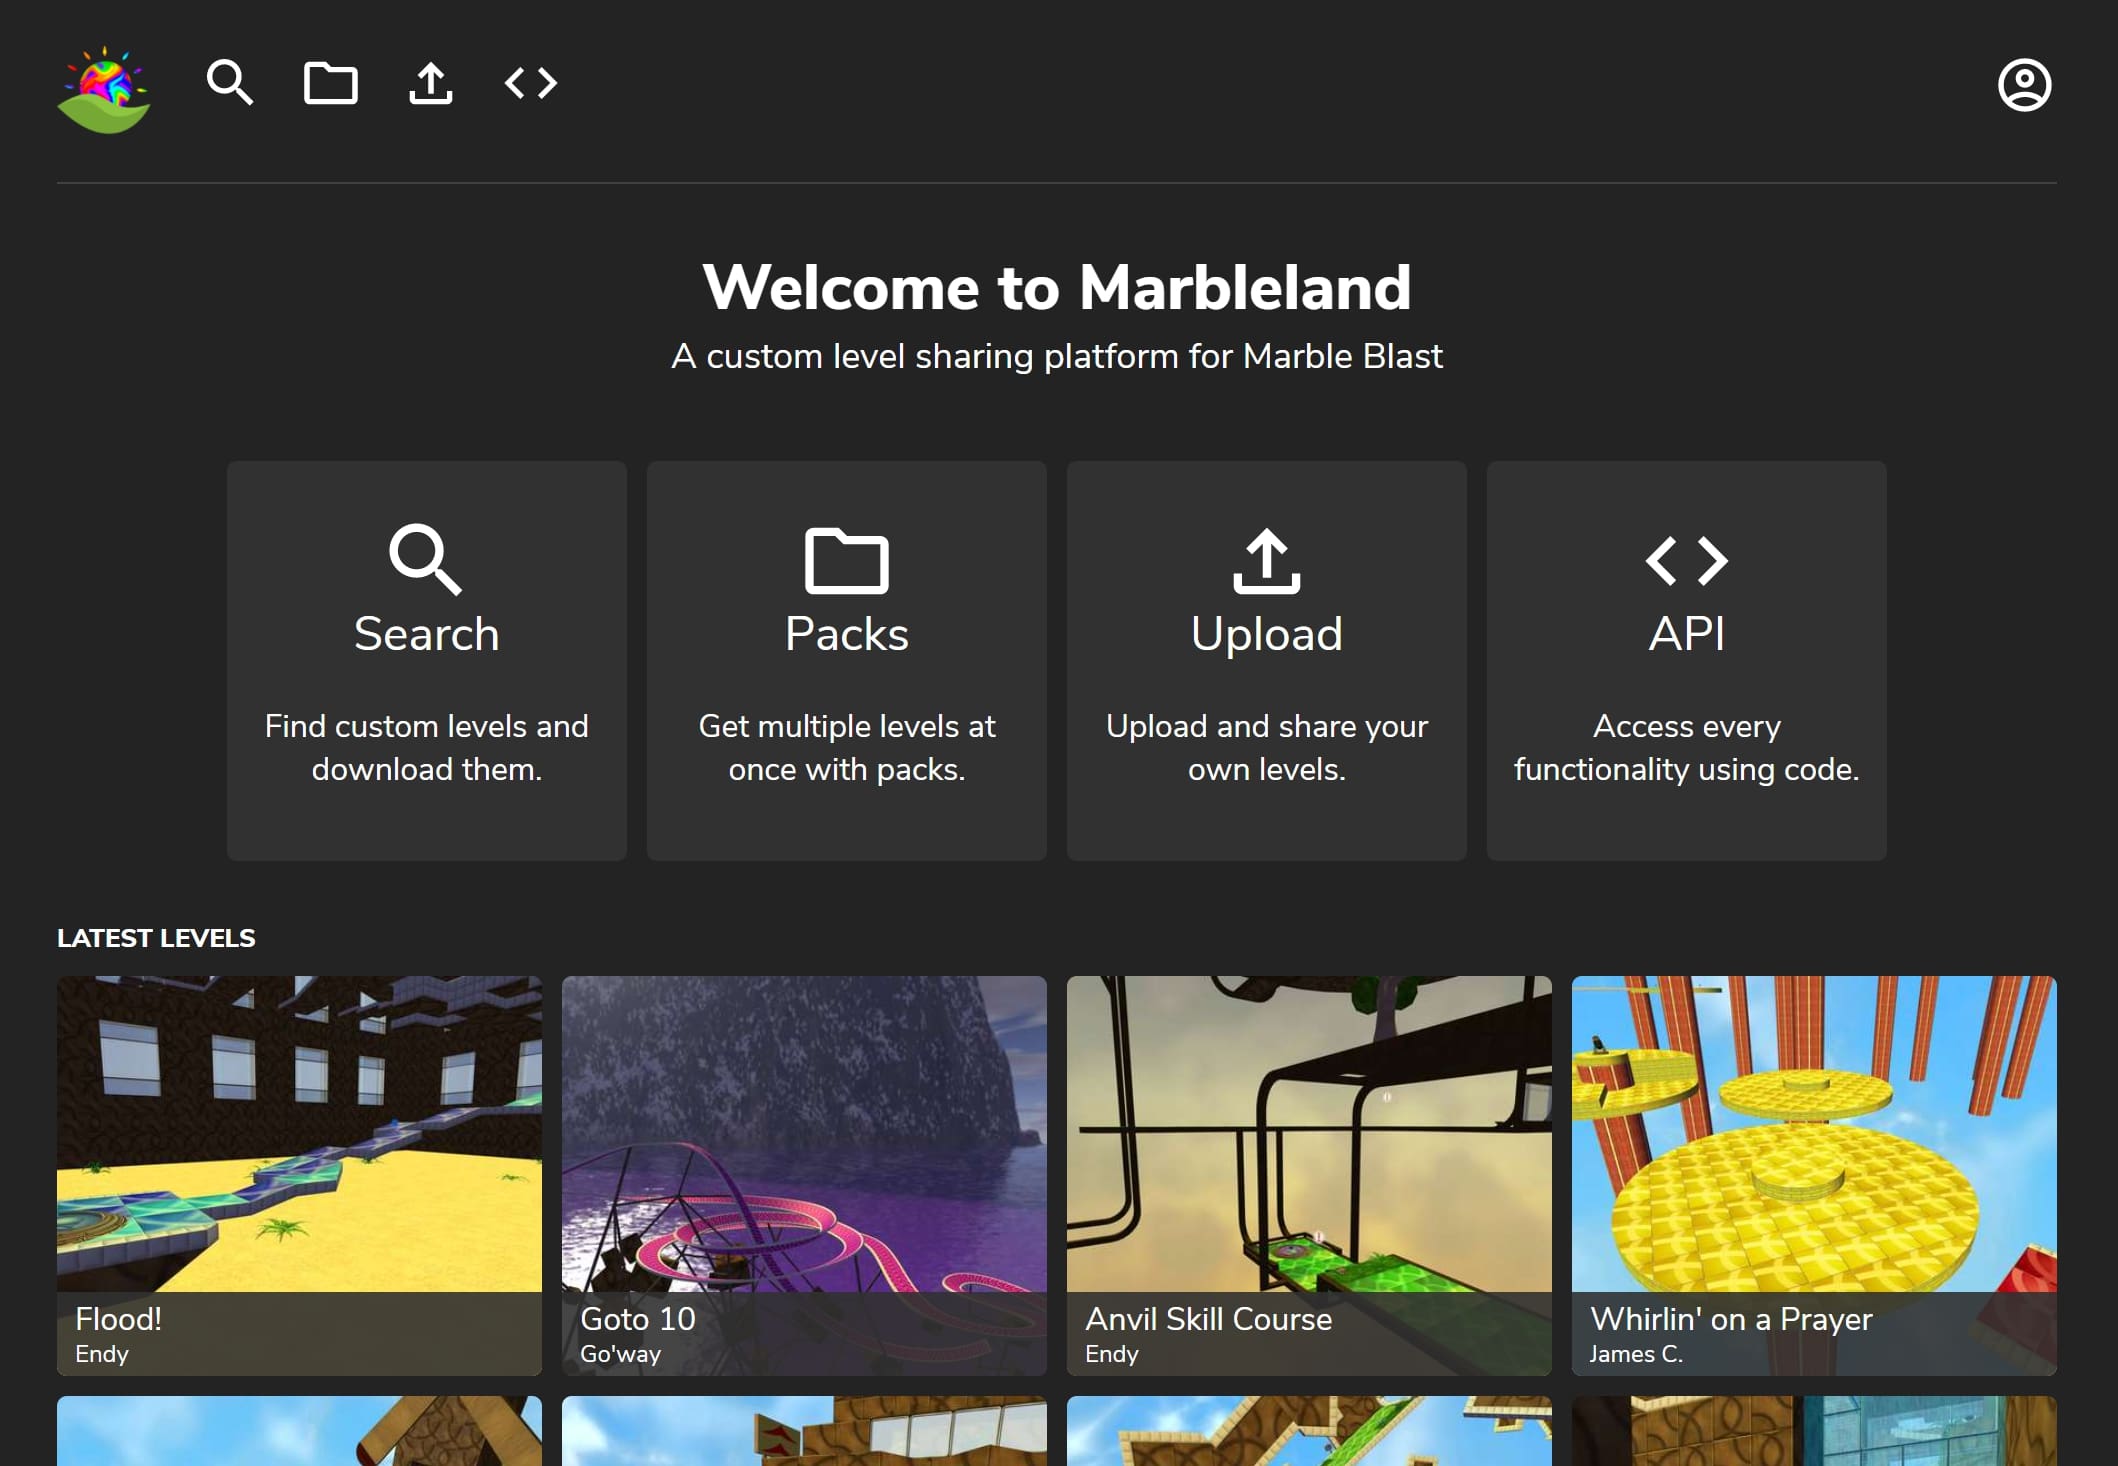 Welcome to Marbleland
A custom level sharing platform for Marble Blast
Search
Find custom levels and
download them.
Packs
Get multiple levels at
once with packs.
Upload
Upload and share your
own levels.
API
Access every
functionality using code.
LATEST LEVELS
Flood!
Endy
Goto 10
Go'way
Anvil Skill Course
Endy
Whirlin' on a Prayer
James C.